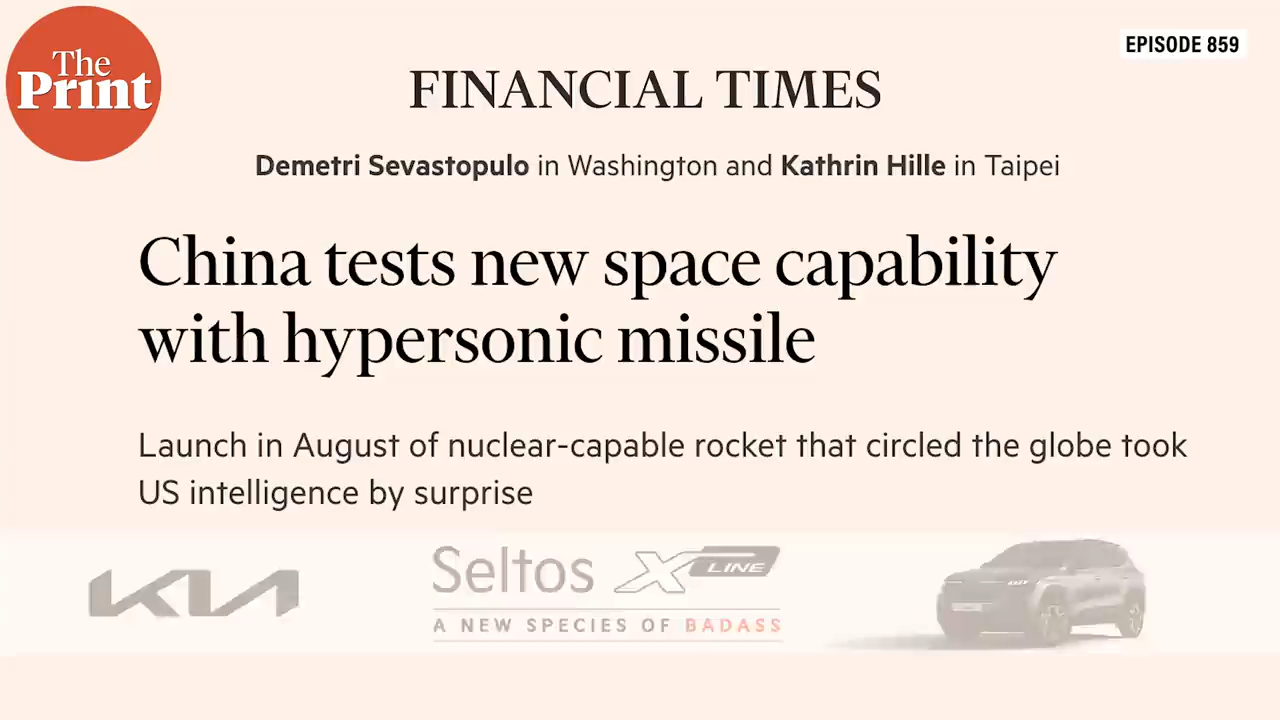 The
Print
EPISODE 859
FINANCIAL TIMES
Demetri Sevastopulo in Washington and Kathrin Hille in Taipei
China tests new space capability
with hypersonic missile
Launch in August of nuclear-capable rocket that circled the globe took
US intelligence by surprise
KIA
Seltos X LINE
A NEW SPECIES OF BADASS